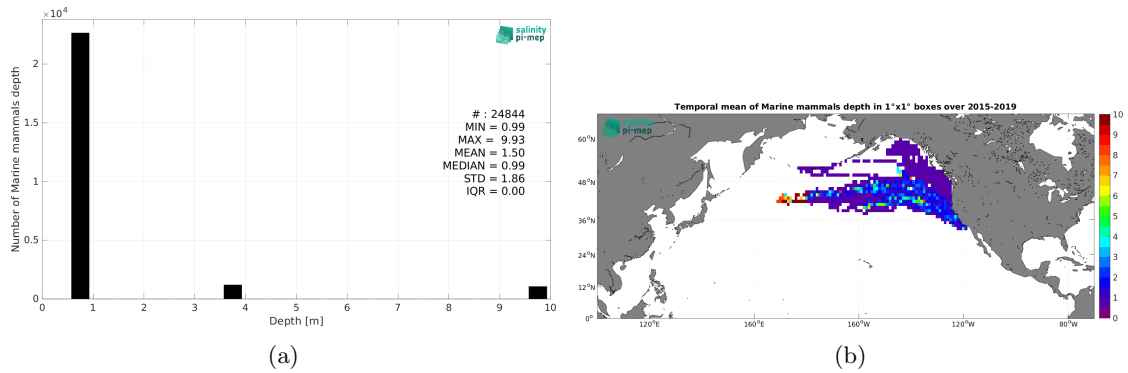 ×10⁴
salinity
pi-mep
Number of Marine mammals depth
2
1.5
1
0.5
0
# : 24844
MIN = 0.99
MAX = 9.93
MEAN = 1.50
MEDIAN = 0.99
STD = 1.86
IQR = 0.00
0 1 2 3 4 5 6 7 8 9 10
Depth [m]
(a)
Temporal mean of Marine mammals depth in 1°x1° boxes over 2015-2019
salinity
pi-mep
60°N
48°N
36°N
24°N
12°N
0°
120°E 160°E 160°W 120°W 80°W
10
9
8
7
6
5
4
3
2
1
0
(b)